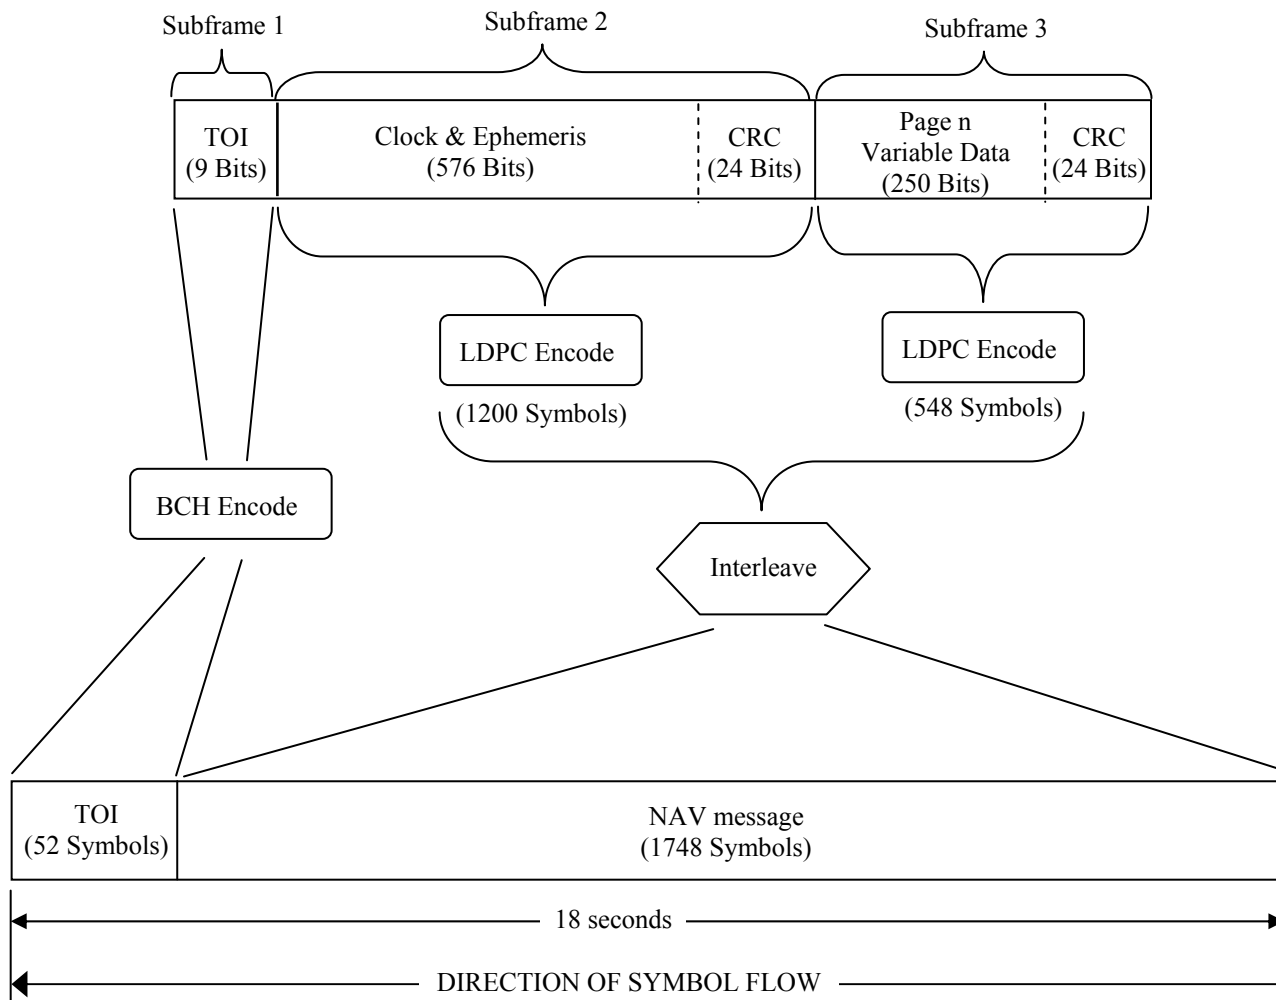 Subframe 1
Subframe 2
Subframe 3
TOI
(9 Bits)
Clock & Ephemeris
(576 Bits)
CRC
(24 Bits)
Page n
Variable Data
(250 Bits)
CRC
(24 Bits)
LDPC Encode
(1200 Symbols)
LDPC Encode
(548 Symbols)
BCH Encode
Interleave
TOI
(52 Symbols)
NAV message
(1748 Symbols)
18 seconds
DIRECTION OF SYMBOL FLOW